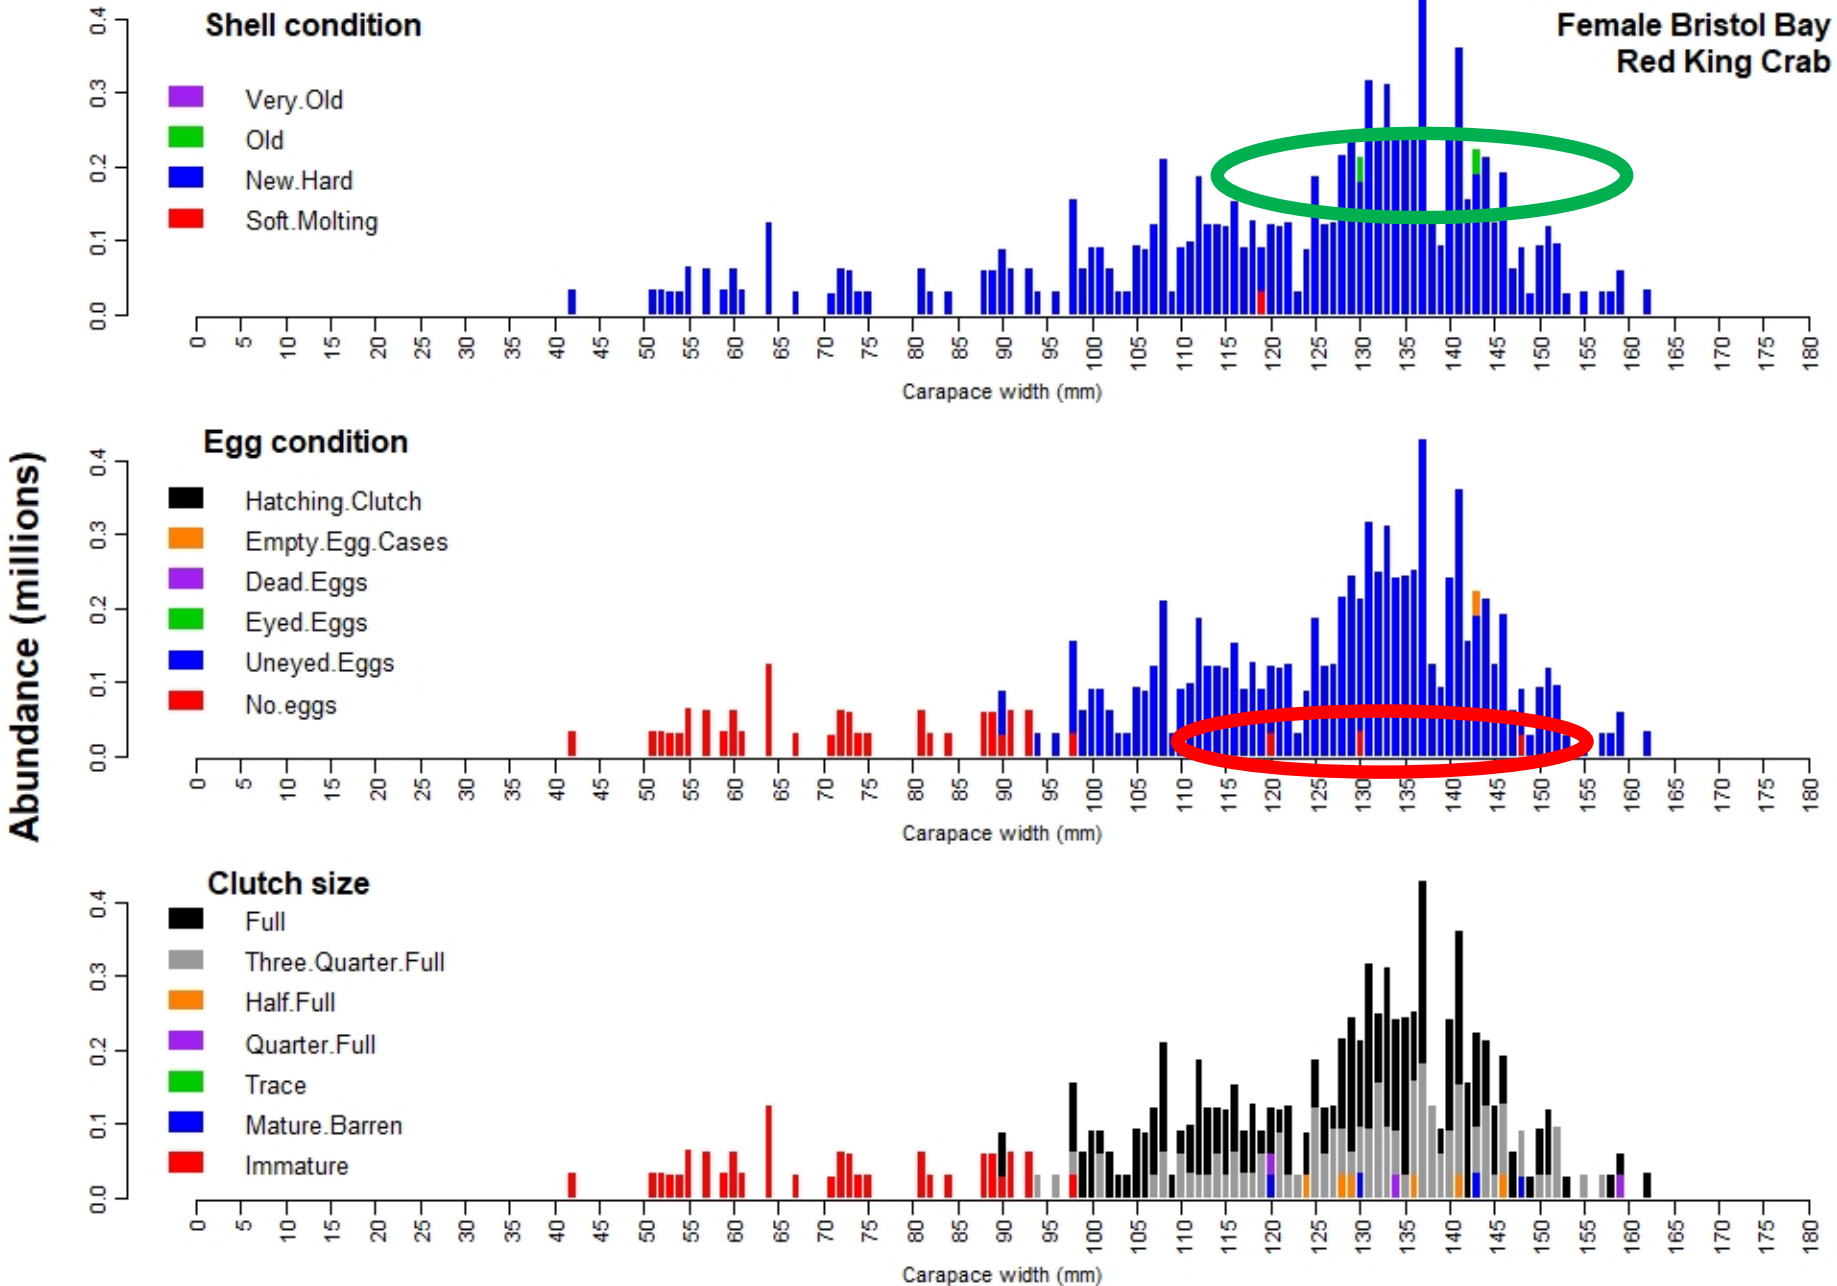 Shell condition
Female Bristol Bay
Red King Crab
Very.Old
Old
New.Hard
Soft.Molting
0.0 0.1 0.2 0.3 0.4
0 5 10 15 20 25 30 35 40 45 50 55 60 65 70 75 80 85 90 95 100 105 110 115 120 125 130 135 140 145 150 155 160 165 170 175 180
Carapace width (mm)
Abundance (millions)
Egg condition
Hatching.Clutch
Empty.Egg.Cases
Dead.Eggs
Eyed.Eggs
Uneyed.Eggs
No.eggs
0.0 0.1 0.2 0.3 0.4
0 5 10 15 20 25 30 35 40 45 50 55 60 65 70 75 80 85 90 95 100 105 110 115 120 125 130 135 140 145 150 155 160 165 170 175 180
Carapace width (mm)
Clutch size
Full
Three.Quarter.Full
Half.Full
Quarter.Full
Trace
Mature.Barren
Immature
0.0 0.1 0.2 0.3 0.4
0 5 10 15 20 25 30 35 40 45 50 55 60 65 70 75 80 85 90 95 100 105 110 115 120 125 130 135 140 145 150 155 160 165 170 175 180
Carapace width (mm)